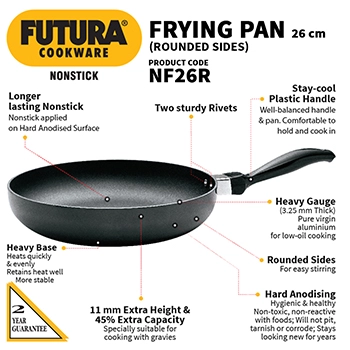 FUTURA®
COOKWARE
NONSTICK
FRYING PAN 26 cm
(ROUNDED SIDES)
PRODUCT CODE
NF26R
Longer
lasting Nonstick
Nonstick applied
on Hard Anodised Surface
Two sturdy Rivets
Stay-cool
Plastic Handle
Well-balanced handle
& pan. Comfortable to
hold and cook in
Heavy Gauge
(3.25 mm Thick)
Pure virgin
aluminium
for low-oil cooking
Heavy Base
Heats quickly
& evenly
Retains heat well
More stable
Rounded Sides
For easy stirring
11 mm Extra Height &
45% Extra Capacity
Specially suitable for
cooking with gravies
Hard Anodising
Hygienic & healthy
Non-toxic, non-reactive
with foods; Will not pit,
tarnish or corrode; Stays
looking new for years
2
YEAR
GUARANTEE